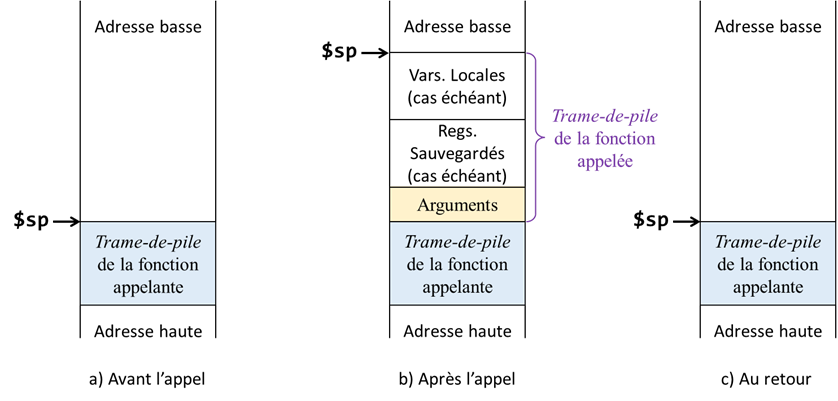 Adresse basse
$sp
Trame-de-pile
de la fonction
appelante
Adresse haute
a) Avant l'appel
Adresse basse
$sp
Vars. Locales
(cas échéant)
Regs.
Sauvegardés
(cas échéant)
Arguments
Trame-de-pile
de la fonction
appelée
Trame-de-pile
de la fonction
appelante
Adresse haute
b) Après l'appel
Adresse basse
$sp
Trame-de-pile
de la fonction
appelante
Adresse haute
c) Au retour